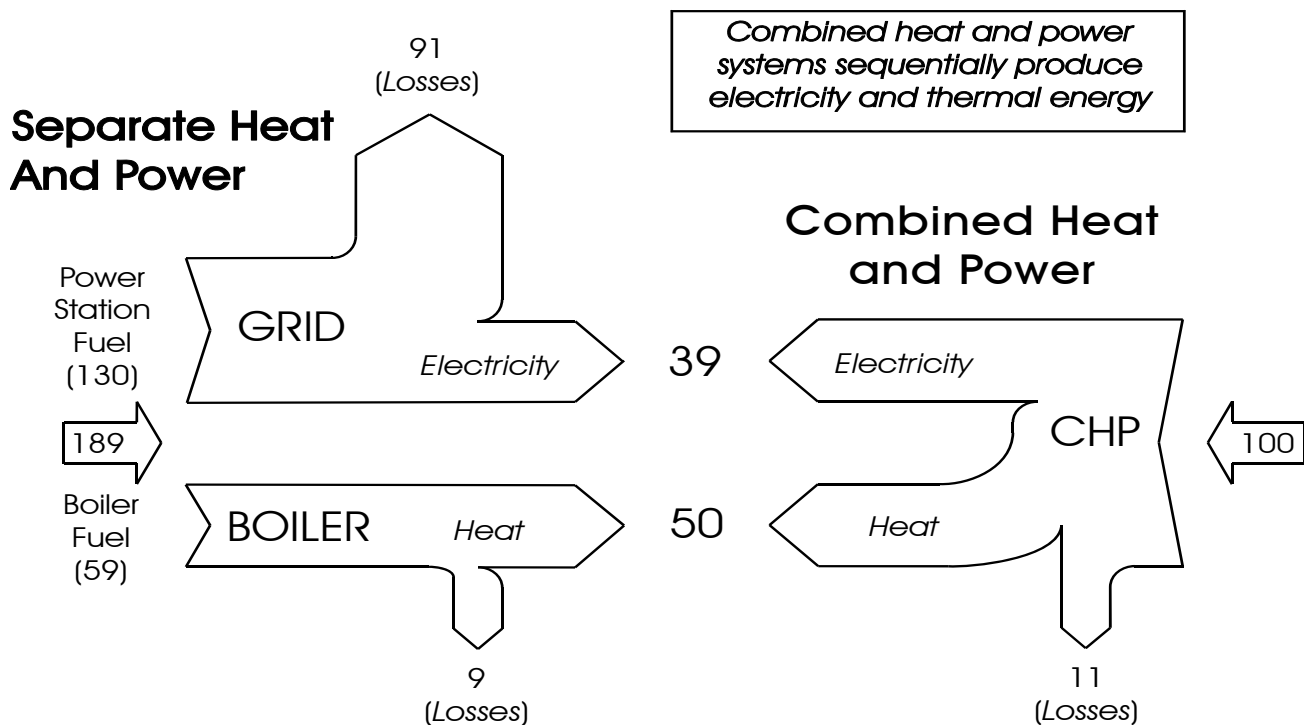 91
(Losses)
Combined heat and power
systems sequentially produce
electricity and thermal energy
Separate Heat
And Power
Combined Heat
and Power
Power
Station
Fuel
(130)
GRID
Electricity
39
Electricity
CHP
189
100
Boiler
Fuel
(59)
BOILER
Heat
50
Heat
9
(Losses)
11
(Losses)